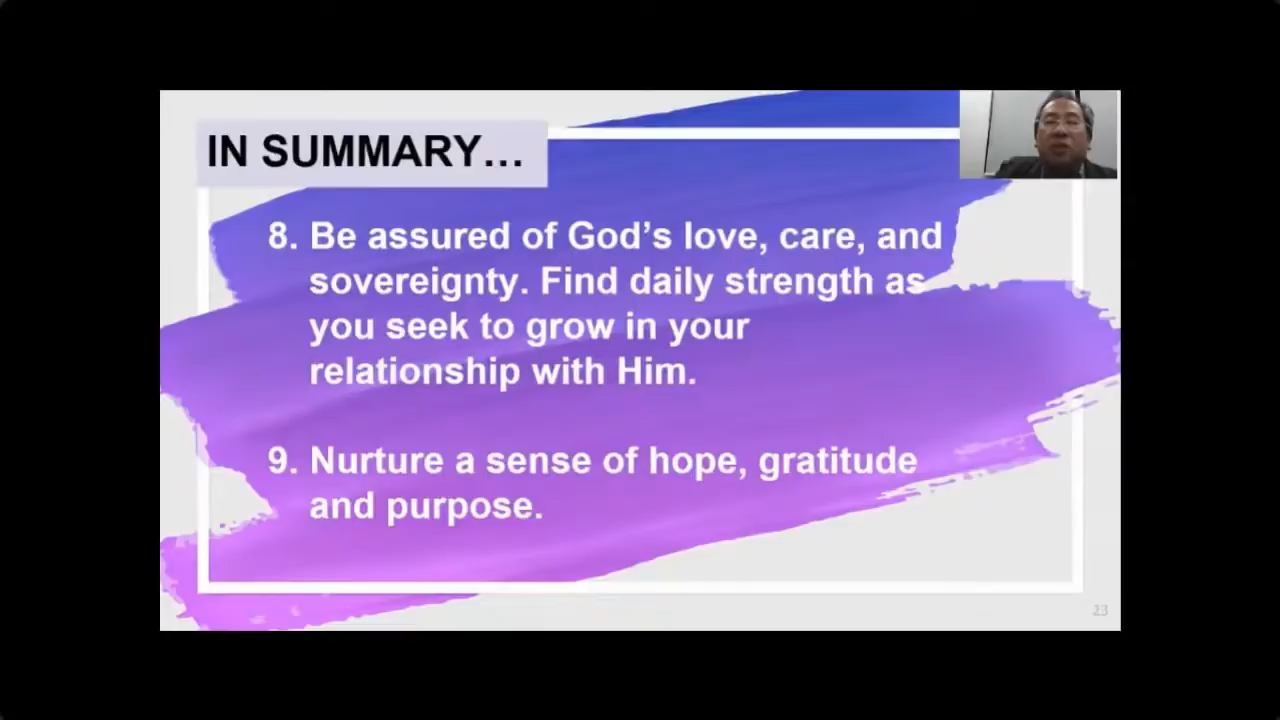 IN SUMMARY…
8. Be assured of God’s love, care, and
sovereignty. Find daily strength as
you seek to grow in your
relationship with Him.
9. Nurture a sense of hope, gratitude
and purpose.
23